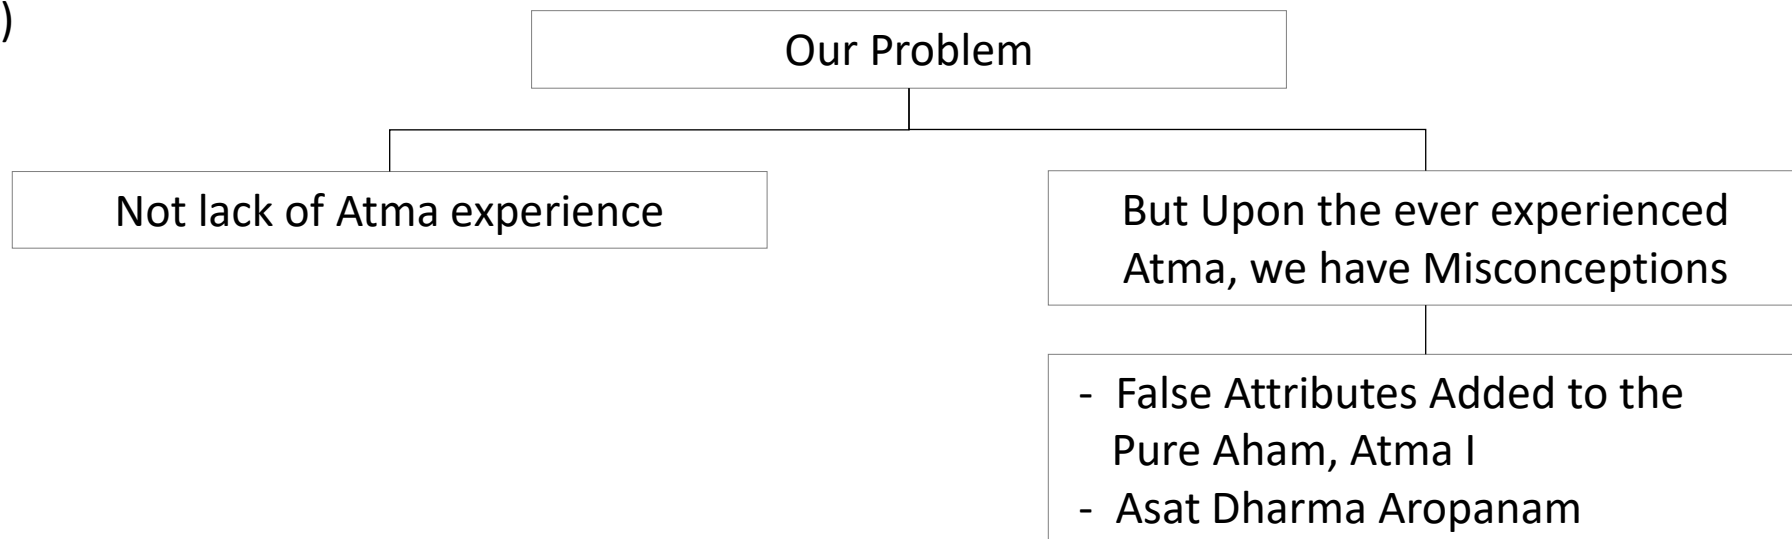 )
Our Problem
Not lack of Atma experience
But Upon the ever experienced
Atma, we have Misconceptions
- False Attributes Added to the
Pure Aham, Atma I
- Asat Dharma Aropanam